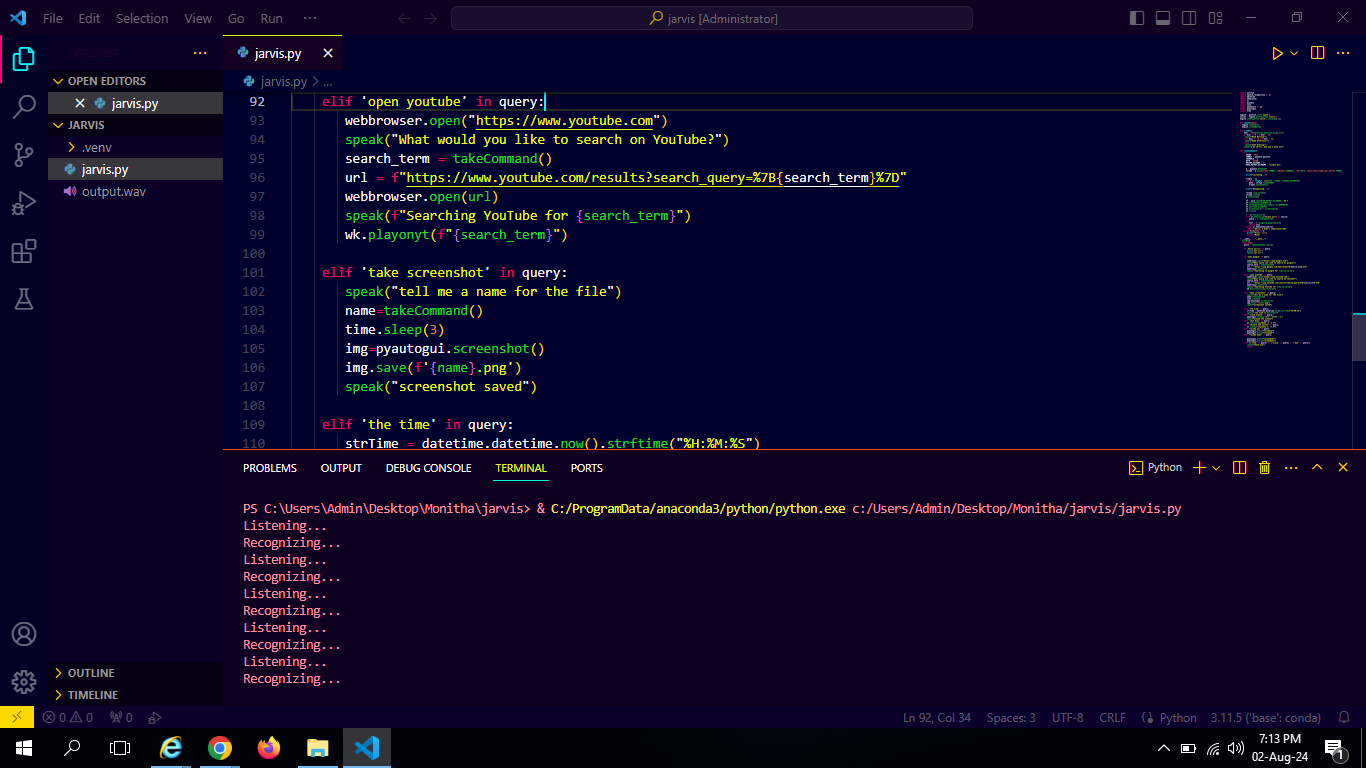 File Edit Selection View Go Run ···
jarvis [Administrator]
EXPLORER
OPEN EDITORS
jarvis.py
JARVIS
.venv
jarvis.py
output.wav
OUTLINE
TIMELINE
jarvis.py
jarvis.py > ...
92 elif 'open youtube' in query:
93 webbrowser.open("https://www.youtube.com")
94 speak("What would you like to search on YouTube?")
95 search_term = takeCommand()
96 url = f"https://www.youtube.com/results?search_query=%7B{search_term}%7D"
97 webbrowser.open(url)
98 speak(f"Searching YouTube for {search_term}")
99 wk.playonyt(f"{search_term}")
100
101 elif 'take screenshot' in query:
102 speak("tell me a name for the file")
103 name=takeCommand()
104 time.sleep(3)
105 img=pyautogui.screenshot()
106 img.save(f'{name}.png')
107 speak("screenshot saved")
108
109 elif 'the time' in query:
110 strTime = datetime.datetime.now().strftime("%H:%M:%S")
PROBLEMS OUTPUT DEBUG CONSOLE TERMINAL PORTS
Python
PS C:\Users\Admin\Desktop\Monitha\jarvis> & C:/ProgramData/anaconda3/python/python.exe c:/Users/Admin/Desktop/Monitha/jarvis/jarvis.py
Listening...
Recognizing...
Listening...
Recognizing...
Listening...
Recognizing...
Listening...
Recognizing...
Listening...
Recognizing...
0 0 0 Ln 92, Col 34 Spaces: 3 UTF-8 CRLF Python 3.11.5 ('base': conda)
7:13 PM
02-Aug-24
1